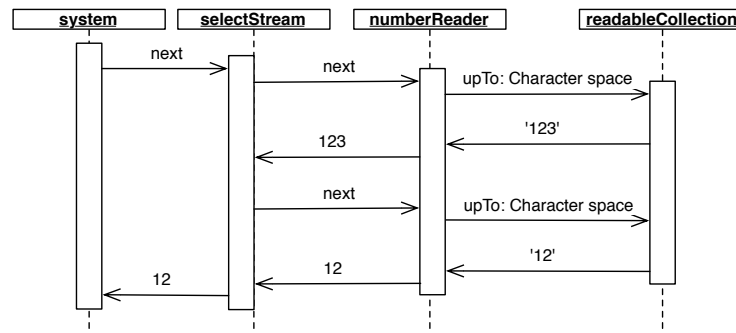 system
selectStream
numberReader
readableCollection
next
next
upTo: Character space
'123'
123
next
upTo: Character space
'12'
12
12